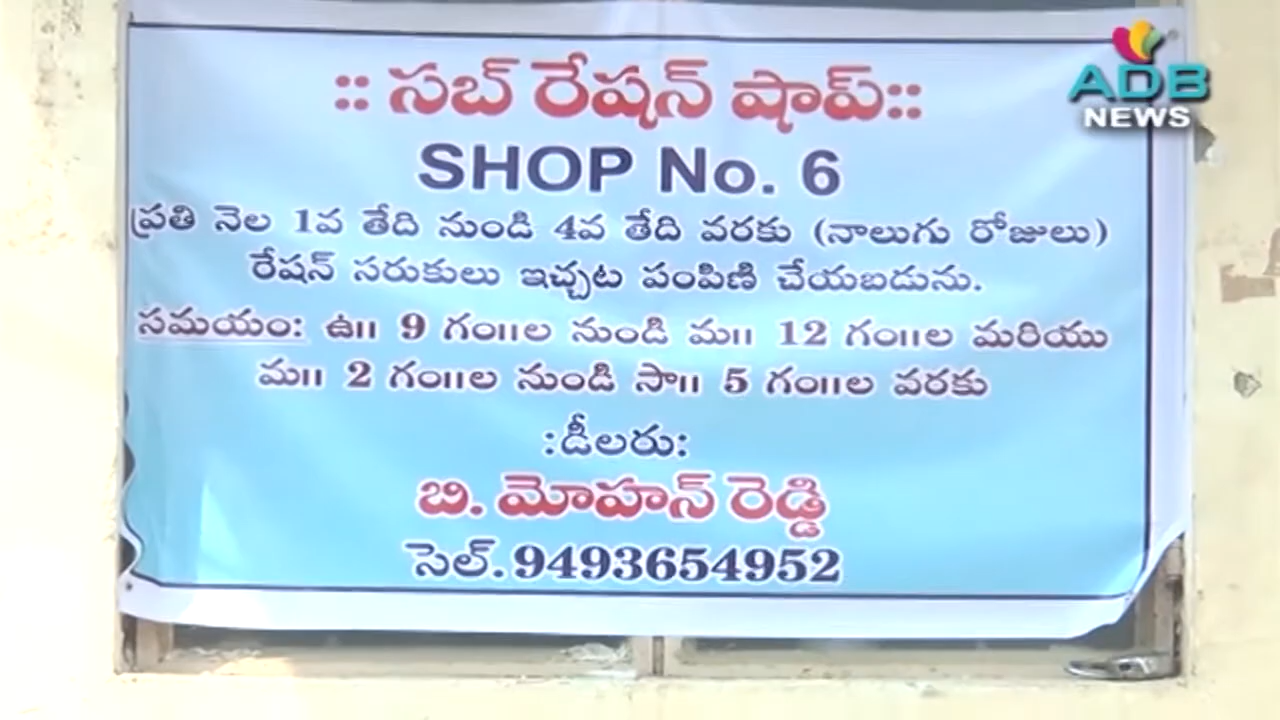 :: సబ్ రేషన్ షాప్::
SHOP No. 6
ప్రతి నెల 1వ తేది నుండి 4వ తేది వరకు (నాలుగు రోజులు)
రేషన్ సరుకులు ఇచ్చట పంపిణి చేయబడును.
సమయం: ఉ॥ 9 గం॥ల నుండి మ॥ 12 గం॥ల మరియు
మ॥ 2 గం॥ల నుండి సా॥ 5 గం॥ల వరకు
:డీలరు:
బి. మోహన్ రెడ్డి
సెల్.9493654952
ADB
NEWS